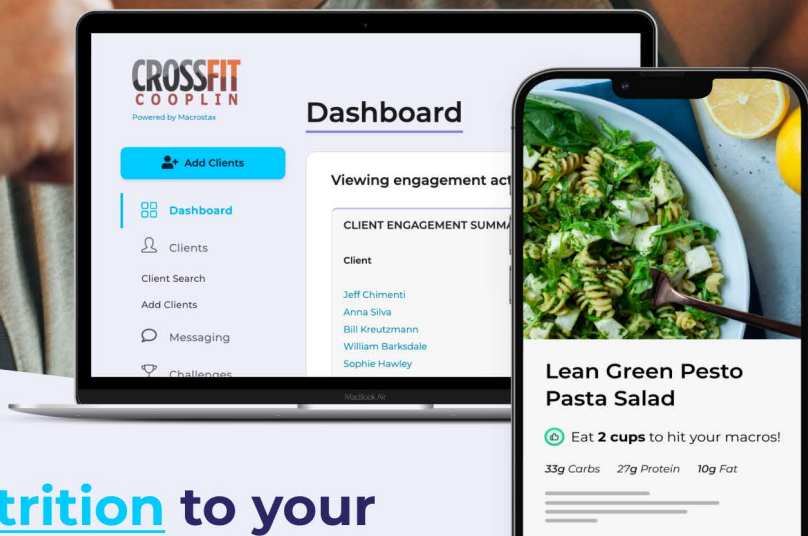 CROSSFIT
COOPLIN
Powered by Macrostax
Add Clients
Dashboard
Clients
Client Search
Add Clients
Messaging
Challenges
Dashboard
Viewing engagement act
CLIENT ENGAGEMENT SUMMA
Client
Jeff Chimenti
Anna Silva
Bill Kreutzmann
William Barksdale
Sophie Hawley
MacBook Air
Lean Green Pesto
Pasta Salad
Eat 2 cups to hit your macros!
33g Carbs 27g Protein 10g Fat
trition to your